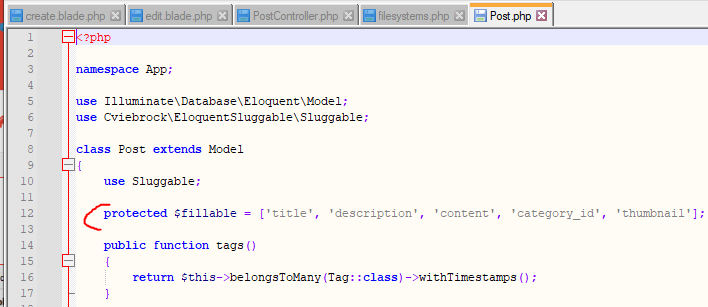 create.blade.php edit.blade.php PostController.php filesystems.php Post.php
1 <?php
2
3 namespace App;
4
5 use Illuminate\Database\Eloquent\Model;
6 use Cviebrock\EloquentSluggable\Sluggable;
7
8 class Post extends Model
9 {
10 use Sluggable;
11
12 protected $fillable = ['title', 'description', 'content', 'category_id', 'thumbnail'];
13
14 public function tags()
15 {
16 return $this->belongsToMany(Tag::class)->withTimestamps();
17 }